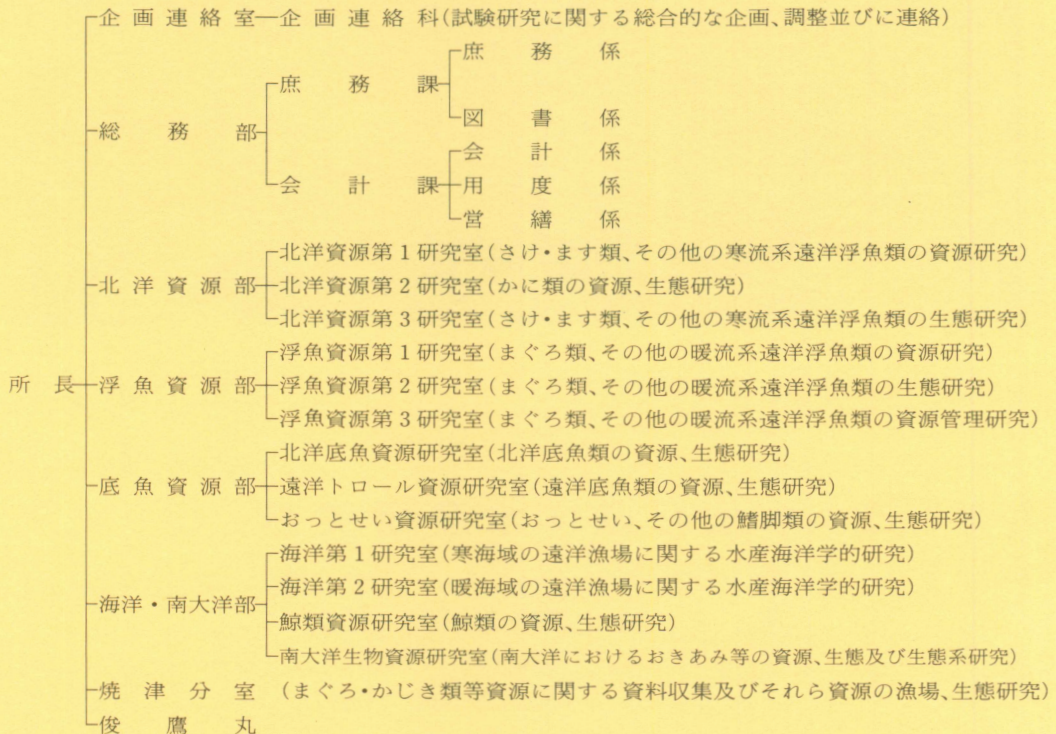 企画連絡室 企画連絡科(試験研究に関する総合的な企画、調整並びに連絡)
庶務係
庶務課
図書係
総務部
会計係
会計課 用度係
営繕係
北洋資源第1研究室(さけ・ます類、その他の寒流系遠洋浮魚類の資源研究)
北洋資源部 北洋資源第2研究室(かに類の資源、生態研究)
北洋資源第3研究室(さけ・ます類、その他の寒流系遠洋浮魚類の生態研究)
浮魚資源第1研究室(まぐろ類、その他の暖流系遠洋浮魚類の資源研究)
所長 浮魚資源部 浮魚資源第2研究室(まぐろ類、その他の暖流系遠洋浮魚類の生態研究)
浮魚資源第3研究室(まぐろ類、その他の暖流系遠洋浮魚類の資源管理研究)
北洋底魚資源研究室(北洋底魚類の資源、生態研究)
底魚資源部 遠洋トロール資源研究室(遠洋底魚類の資源、生態研究)
おっとせい資源研究室(おっとせい、その他の鰭脚類の資源、生態研究)
海洋第1研究室(寒海域の遠洋漁場に関する水産海洋学的研究)
海洋第2研究室(暖海域の遠洋漁場に関する水産海洋学的研究)
海洋・南大洋部
鯨類資源研究室(鯨類の資源、生態研究)
南大洋生物資源研究室(南大洋におけるおきあみ等の資源、生態及び生態系研究)
焼津分室 (まぐろ・かじき類等資源に関する資料収集及びそれら資源の漁場、生態研究)
俊鷹丸